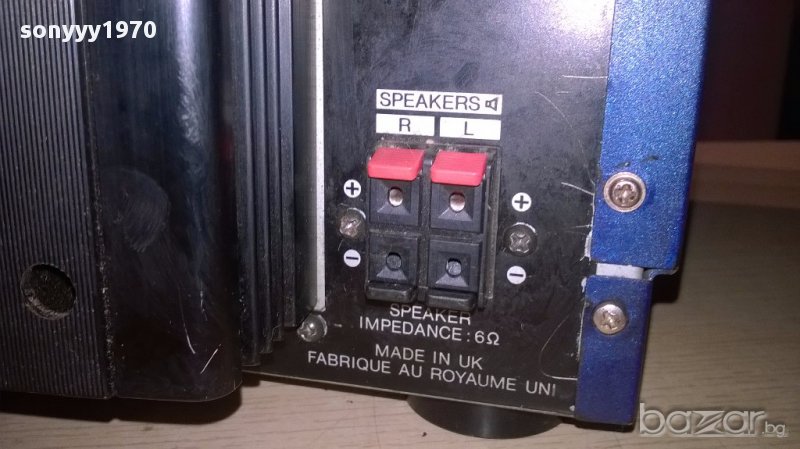 sonyyy1970
SPEAKERS
R L
+ +
− −
SPEAKER
IMPEDANCE : 6Ω
MADE IN UK
FABRIQUE AU ROYAUME UNI
bazar.bg